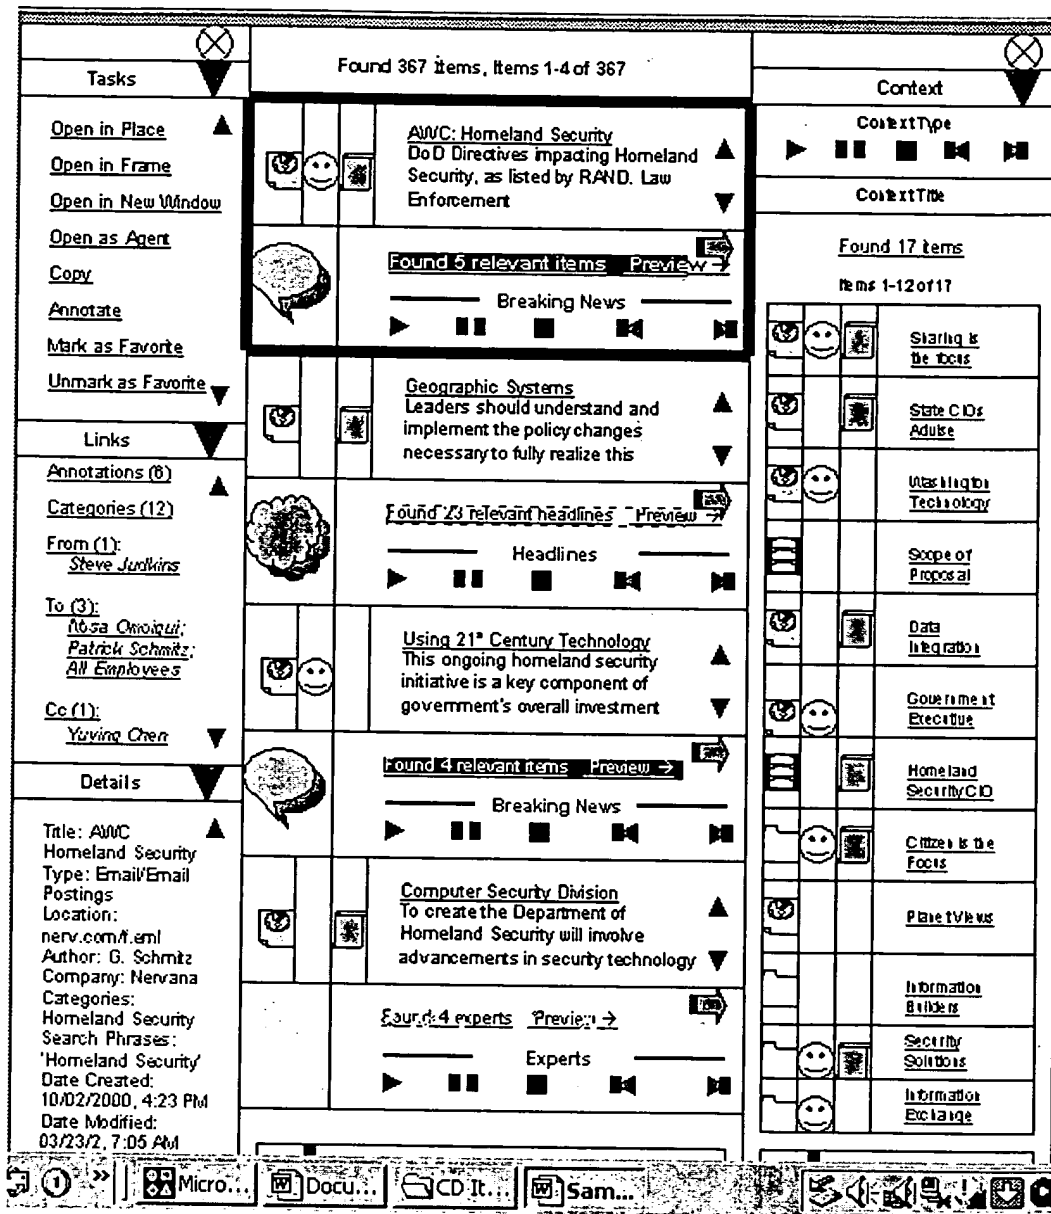 Tasks
Open in Place
Open in Frame
Open in New Window
Open as Agent
Copy
Annotate
Mark as Favorite
Unmark as Favorite
Links
Annotations (6)
Categories (12)
From (1):
Steve Judkins
To (3):
Nosa Omoigui;
Patrick Schmitz;
All Employees
Cc (1):
Yuying Chen
Details
Title: AWC
Homeland Security
Type: Email/Email
Postings
Location:
nerv.com/f.eml
Author: G. Schmitz
Company: Nervana
Categories:
Homeland Security
Search Phrases:
'Homeland Security'
Date Created:
10/02/2000, 4:23 PM
Date Modified:
03/23/2, 7:05 AM
Found 367 items, Items 1-4 of 367
AWC: Homeland Security
DoD Directives impacting Homeland
Security, as listed by RAND. Law
Enforcement
Found 5 relevant items Preview →
Breaking News
Geographic Systems
Leaders should understand and
implement the policy changes
necessary to fully realize this
Found 23 relevant headlines Preview →
Headlines
Using 21st Century Technology
This ongoing homeland security
initiative is a key component of
government's overall investment
Found 4 relevant items Preview →
Breaking News
Computer Security Division
To create the Department of
Homeland Security will involve
advancements in security technology
Found 4 experts Preview →
Experts
Context
Context Type
Context Title
Found 17 items
Items 1-12 of 17
Sharing is
the focus
State CIOs
Advise
Washington
Technology
Scope of
Proposal
Data
Integration
Government
Executive
Homeland
Security CIO
Citizen is the
Focus
Planet Views
Information
Builders
Security
Solutions
Information
Exchange
» Micro... Docu... CD It... Sam...